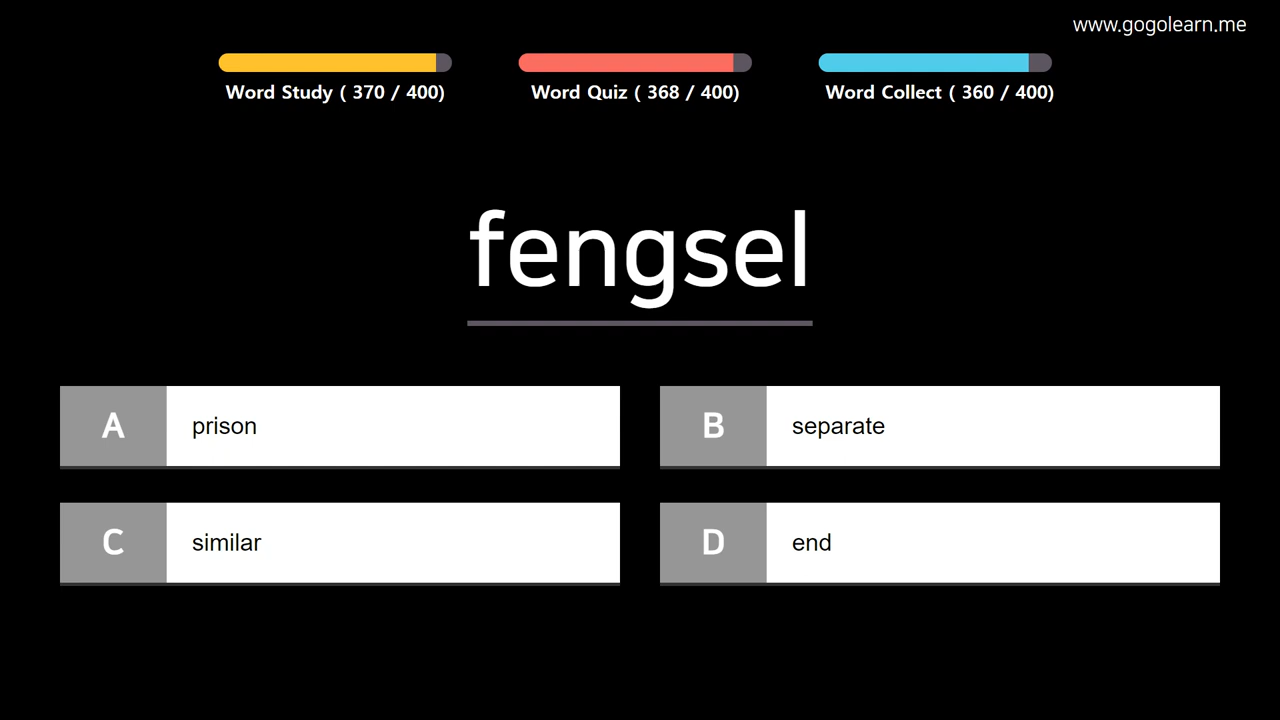 www.gogolearn.me
Word Study ( 370 / 400)
Word Quiz ( 368 / 400)
Word Collect ( 360 / 400)
fengsel
A prison
B separate
C similar
D end